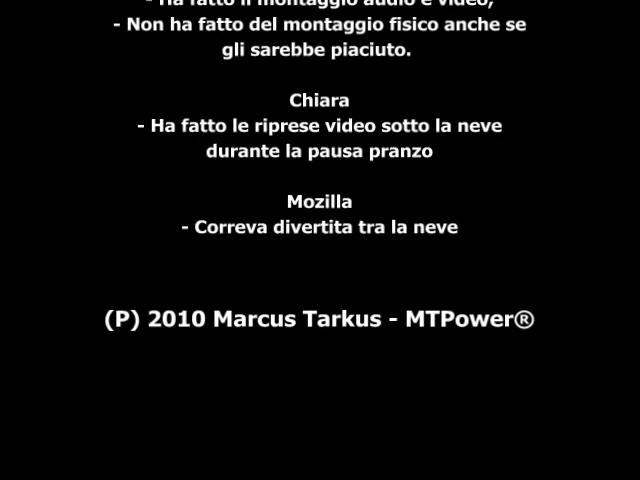 - Ha fatto il montaggio audio e video,
- Non ha fatto del montaggio fisico anche se
gli sarebbe piaciuto.
Chiara
- Ha fatto le riprese video sotto la neve
durante la pausa pranzo
Mozilla
- Correva divertita tra la neve
(P) 2010 Marcus Tarkus - MTPower®